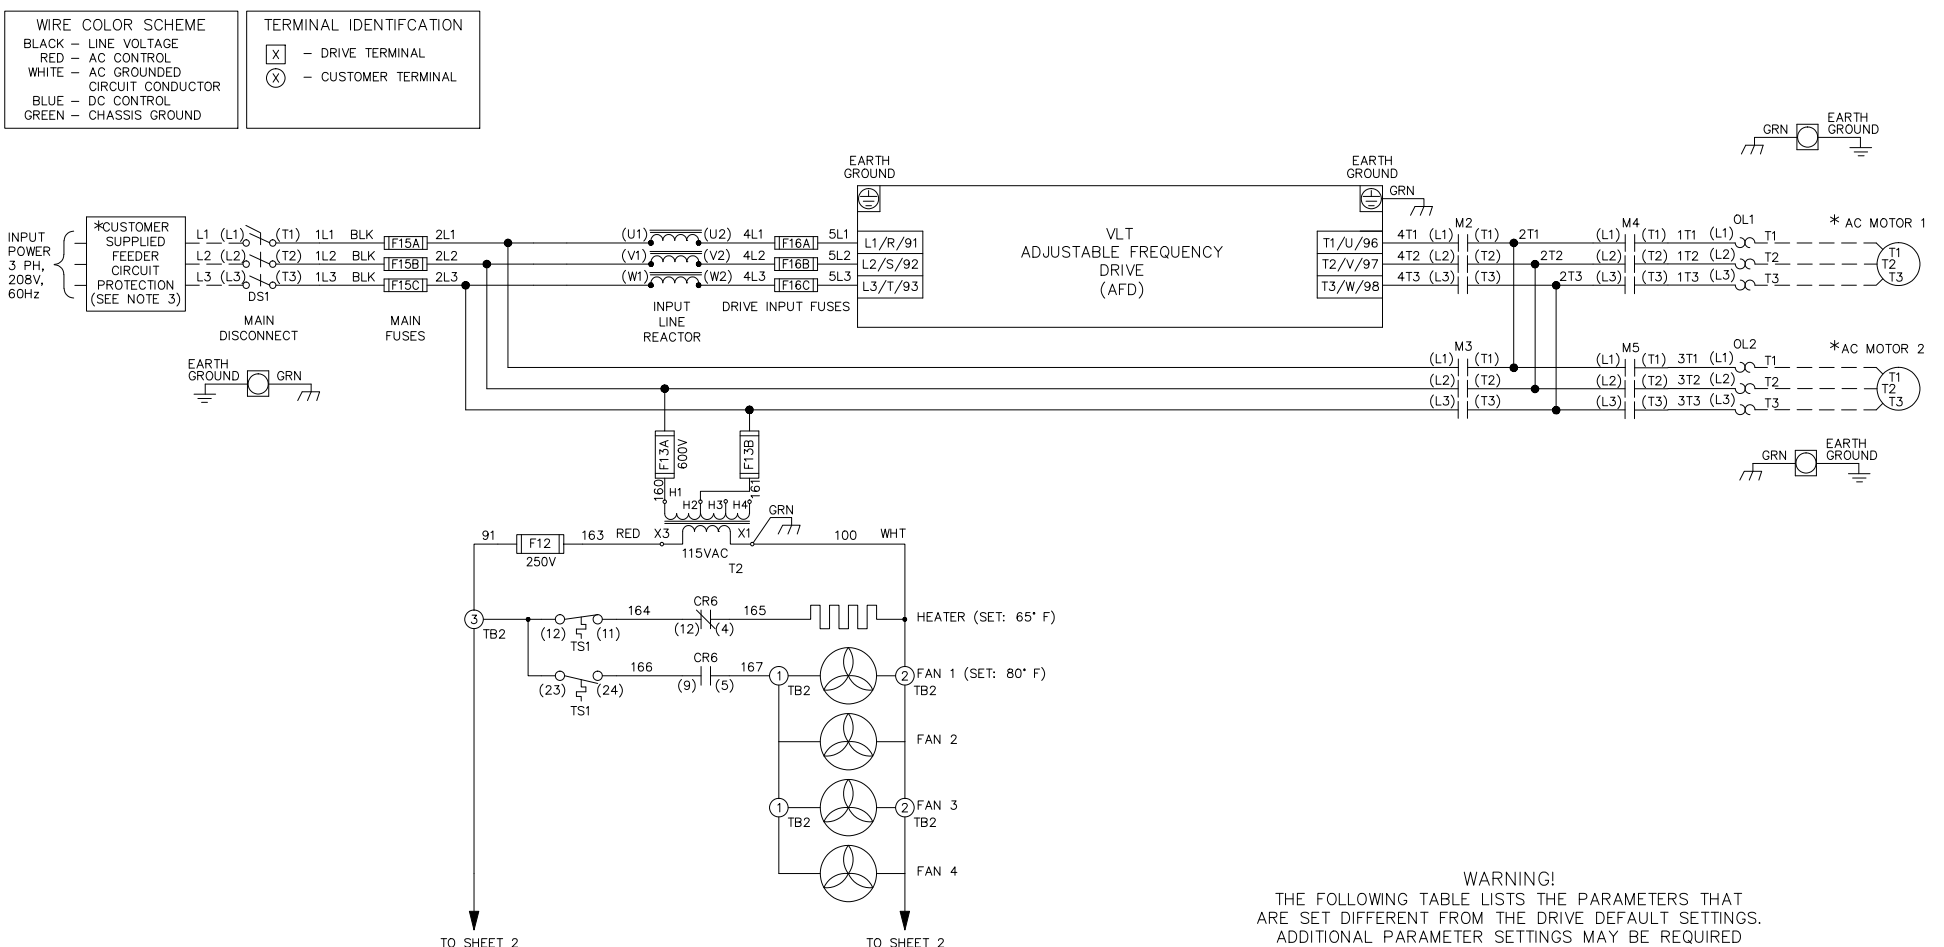 WIRE COLOR SCHEME
BLACK – LINE VOLTAGE
RED – AC CONTROL
WHITE – AC GROUNDED
CIRCUIT CONDUCTOR
BLUE – DC CONTROL
GREEN – CHASSIS GROUND
TERMINAL IDENTIFCATION
X – DRIVE TERMINAL
X – CUSTOMER TERMINAL
GRN
EARTH
GROUND
EARTH
GROUND
EARTH
GROUND
GRN
INPUT
POWER
3 PH,
208V,
60Hz
*CUSTOMER
SUPPLIED
FEEDER
CIRCUIT
PROTECTION
(SEE NOTE 3)
L1 (L1) (T1) 1L1 BLK F15A 2L1 (U1) (U2) 4L1 F16A 5L1 L1/R/91
L2 (L2) (T2) 1L2 BLK F15B 2L2 (V1) (V2) 4L2 F16B 5L2 L2/S/92
L3 (L3) (T3) 1L3 BLK F15C 2L3 (W1) (W2) 4L3 F16C 5L3 L3/T/93
DS1
MAIN
DISCONNECT
MAIN
FUSES
INPUT
LINE
REACTOR
DRIVE INPUT FUSES
VLT
ADJUSTABLE FREQUENCY
DRIVE
(AFD)
M2 M4 OL1 * AC MOTOR 1
T1/U/96 4T1 (L1) (T1) 2T1 (L1) (T1) 1T1 (L1) T1 T1
T2/V/97 4T2 (L2) (T2) 2T2 (L2) (T2) 1T2 (L2) T2 T2
T3/W/98 4T3 (L3) (T3) 2T3 (L3) (T3) 1T3 (L3) T3 T3
M3 M5 OL2 *AC MOTOR 2
(L1) (T1) (L1) (T1) 3T1 (L1) T1 T1
(L2) (T2) (L2) (T2) 3T2 (L2) T2 T2
(L3) (T3) (L3) (T3) 3T3 (L3) T3 T3
EARTH
GROUND GRN
GRN
EARTH
GROUND
F13A
600V
F13B
160
161
H1
H2 H3 H4
GRN
91 F12 163 RED X3 X1 100 WHT
250V
115VAC
T2
3
TB2
164 CR6 165
(12) (11) (12) (4)
TS1
HEATER (SET: 65° F)
166 CR6 167 1 2 FAN 1 (SET: 80° F)
(23) (24) (9) (5) TB2 TB2
TS1
FAN 2
1 2 FAN 3
TB2 TB2
FAN 4
TO SHEET 2
TO SHEET 2
WARNING!
THE FOLLOWING TABLE LISTS THE PARAMETERS THAT
ARE SET DIFFERENT FROM THE DRIVE DEFAULT SETTINGS.
ADDITIONAL PARAMETER SETTINGS MAY BE REQUIRED